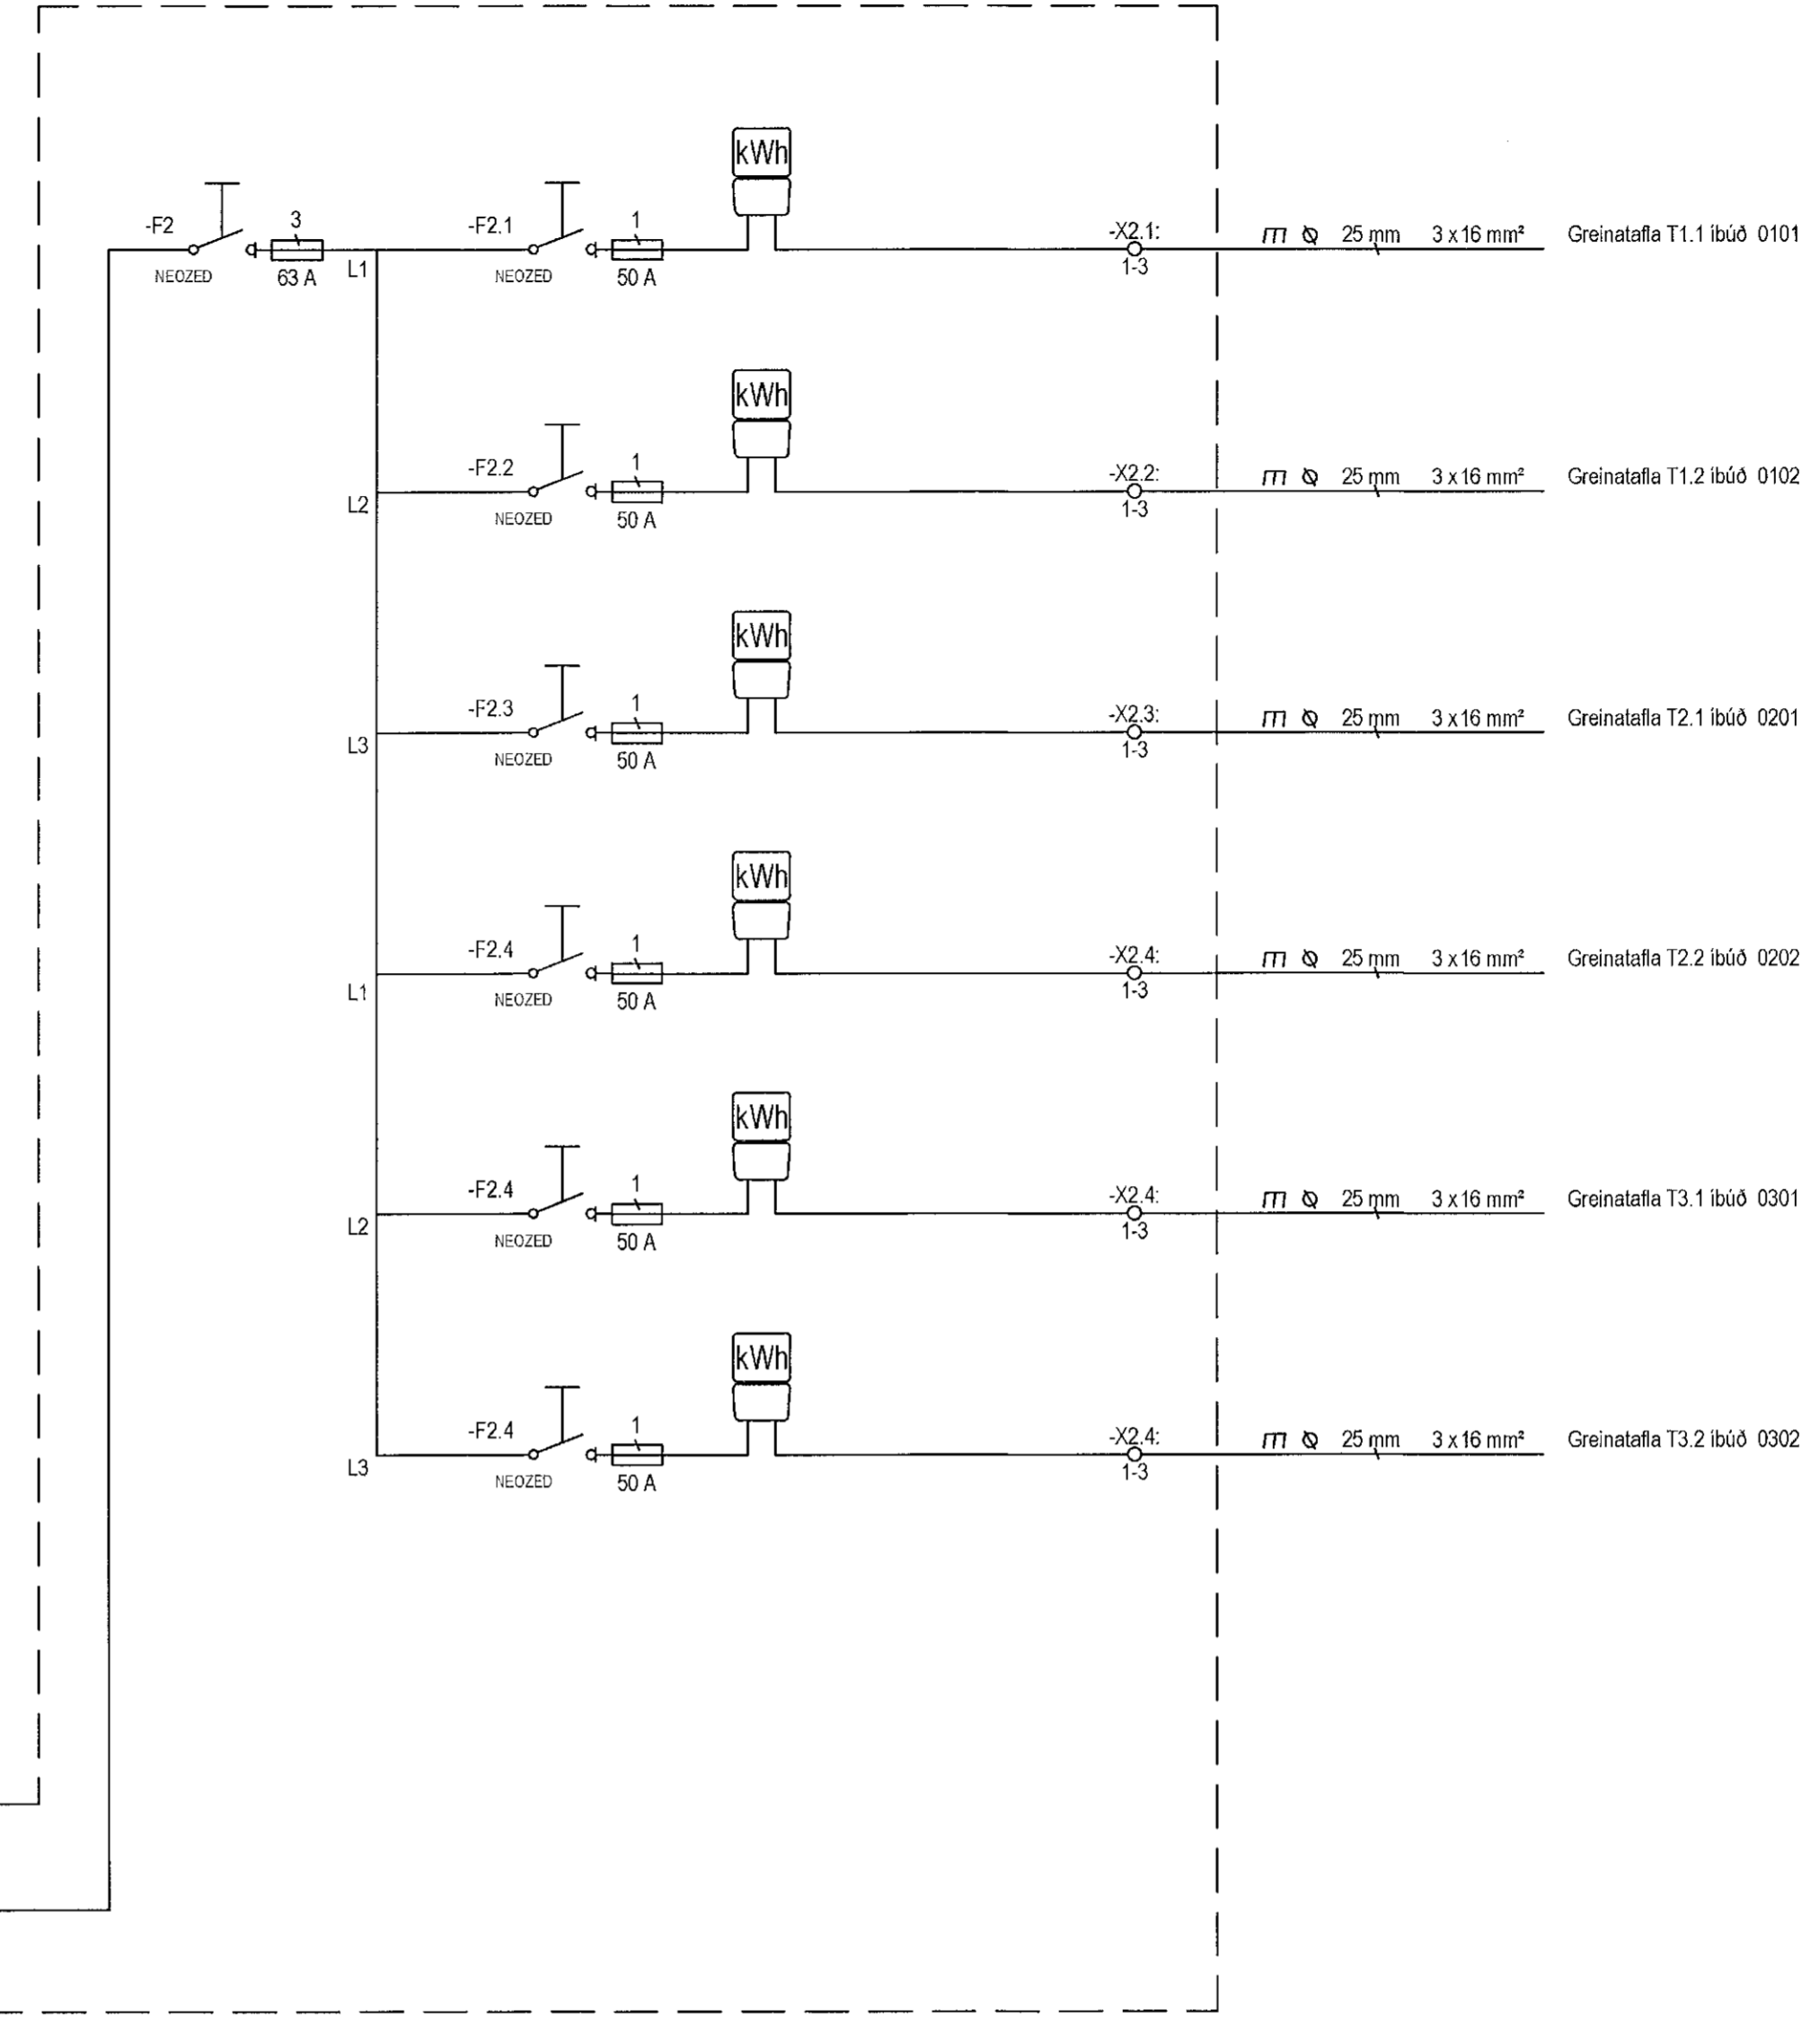 kWh
-F2 3 -F2.1 1 -X2.1: 25 mm 3 x 16 mm² Greinatafla T1.1 íbúð 0101
NEOZED 63 A L1 NEOZED 50 A 1-3
kWh
-F2.2 1 -X2.2: 25 mm 3 x 16 mm² Greinatafla T1.2 íbúð 0102
L2 NEOZED 50 A 1-3
kWh
-F2.3 1 -X2.3: 25 mm 3 x 16 mm² Greinatafla T2.1 íbúð 0201
L3 NEOZED 50 A 1-3
kWh
-F2.4 1 -X2.4: 25 mm 3 x 16 mm² Greinatafla T2.2 íbúð 0202
L1 NEOZED 50 A 1-3
kWh
-F2.4 1 -X2.4: 25 mm 3 x 16 mm² Greinatafla T3.1 íbúð 0301
L2 NEOZED 50 A 1-3
kWh
-F2.4 1 -X2.4: 25 mm 3 x 16 mm² Greinatafla T3.2 íbúð 0302
L3 NEOZED 50 A 1-3